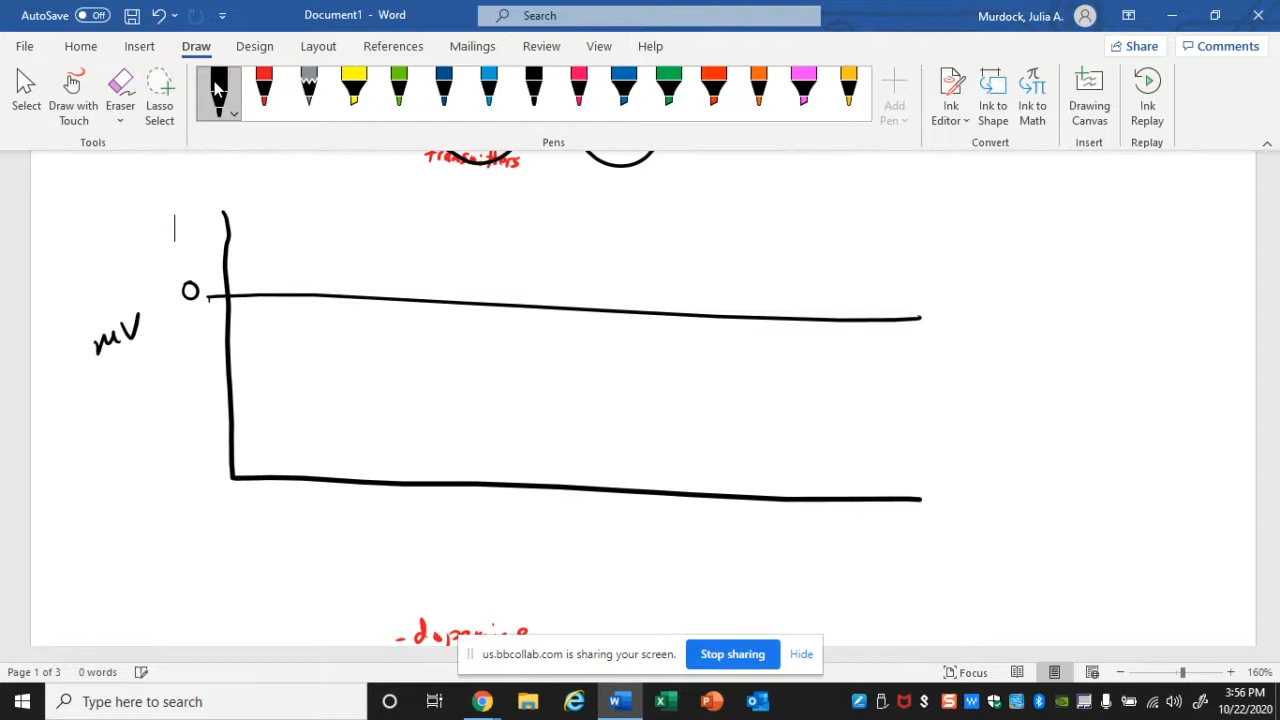 AutoSave Off Document1 - Word Search Murdock, Julia A.
File Home Insert Draw Design Layout References Mailings Review View Help Share Comments
Select Draw with Touch Eraser Lasso Select Add Pen Ink Editor Ink to Shape Ink to Math Drawing Canvas Ink Replay
Tools Pens Convert Insert Replay
Transmitters
0
mV
- dopamine
us.bbcollab.com is sharing your screen. Stop sharing Hide
Page 1 of 3 0 words Focus 160%
Type here to search 3:56 PM
10/22/2020